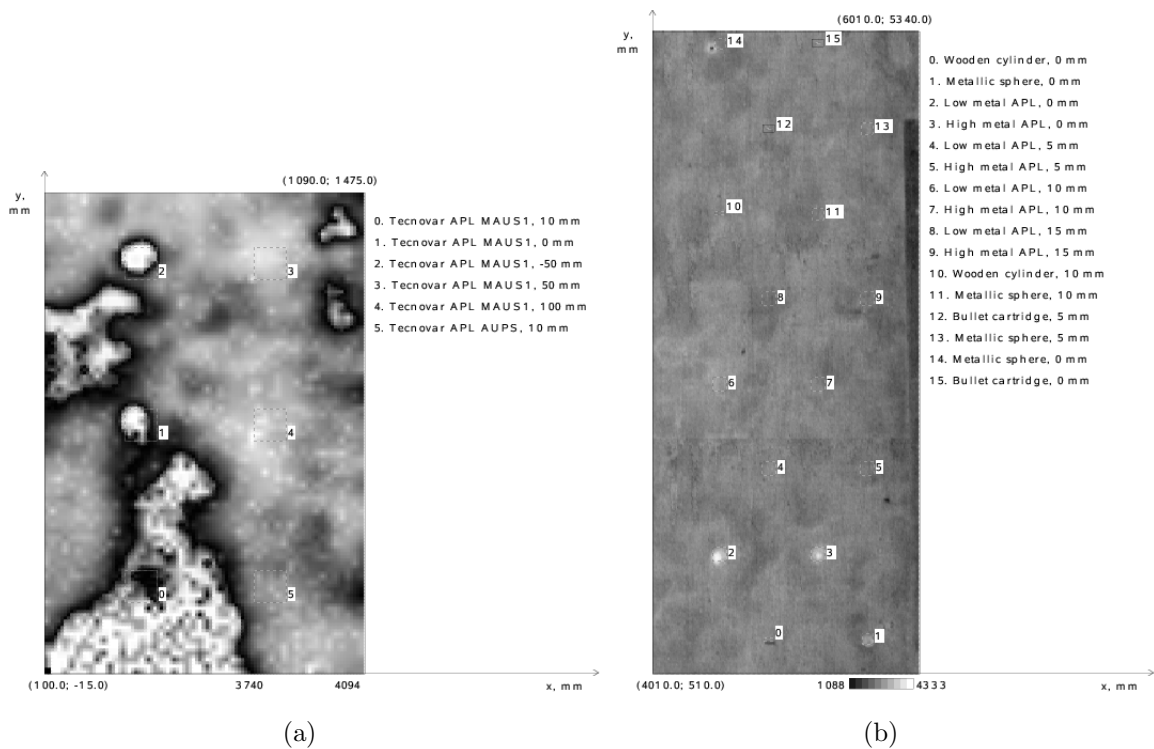 y,
mm
(1090.0; 1475.0)
0. Tecnovar APL MAUS1, 10 mm
1. Tecnovar APL MAUS1, 0 mm
2. Tecnovar APL MAUS1, -50 mm
3. Tecnovar APL MAUS1, 50 mm
4. Tecnovar APL MAUS1, 100 mm
5. Tecnovar APL AUPS, 10 mm
2
3
1
4
0
5
(100.0; -15.0)
3740
4094
x, mm
(a)
y,
mm
(6010.0; 5340.0)
14
15
12
13
10
11
8
9
6
7
4
5
2
3
0
1
0. Wooden cylinder, 0 mm
1. Metallic sphere, 0 mm
2. Low metal APL, 0 mm
3. High metal APL, 0 mm
4. Low metal APL, 5 mm
5. High metal APL, 5 mm
6. Low metal APL, 10 mm
7. High metal APL, 10 mm
8. Low metal APL, 15 mm
9. High metal APL, 15 mm
10. Wooden cylinder, 10 mm
11. Metallic sphere, 10 mm
12. Bullet cartridge, 5 mm
13. Metallic sphere, 5 mm
14. Metallic sphere, 0 mm
15. Bullet cartridge, 0 mm
(4010.0; 510.0)
1088
4333
x, mm
(b)